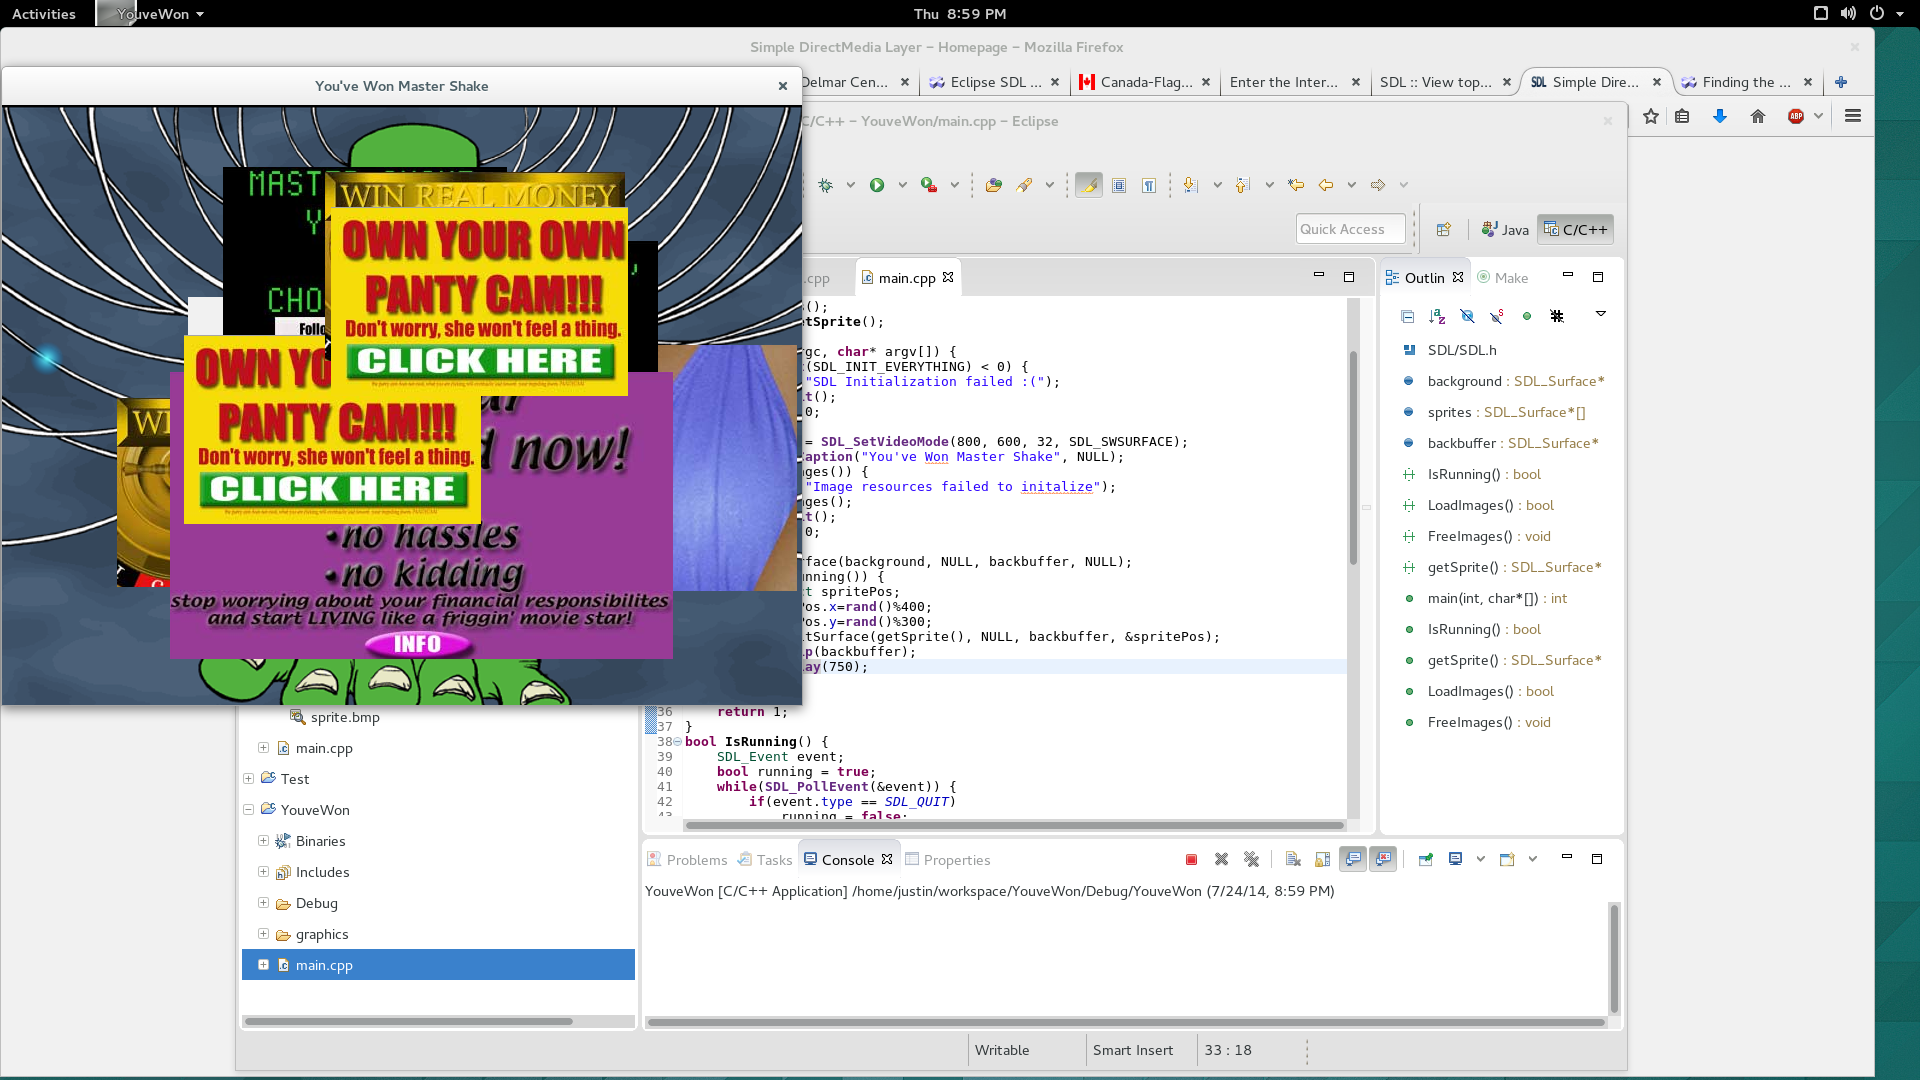 Activities
YouveWon
Thu 8:59 PM
Simple DirectMedia Layer – Homepage – Mozilla Firefox
You've Won Master Shake
Delmar Cen...
Eclipse SDL ...
Canada-Flag...
Enter the Inter...
SDL :: View top...
SDL Simple Dire...
Finding the ...
C/C++ – YouveWon/main.cpp – Eclipse
ABP
Quick Access
Java
C/C++
WIN REAL MONEY
OWN YOUR OWN
PANTY CAM!!!
Don't worry, she won't feel a thing.
CLICK HERE
CHO
Follo
OWN YO
PANTY CAM!!!
Don't worry, she won't feel a thing.
CLICK HERE
now!
•no hassles
•no kidding
stop worrying about your financial responsibilites
and start LIVING like a friggin' movie star!
INFO
.cpp
main.cpp
s();
tSprite();
rgc, char* argv[]) {
(SDL_INIT_EVERYTHING) < 0) {
"SDL Initialization failed :(");
t();
0;
= SDL_SetVideoMode(800, 600, 32, SDL_SWSURFACE);
aption("You've Won Master Shake", NULL);
ges()) {
"Image resources failed to initalize");
ges();
t();
0;
rface(background, NULL, backbuffer, NULL);
nning()) {
t spritePos;
Pos.x=rand()%400;
Pos.y=rand()%300;
tSurface(getSprite(), NULL, backbuffer, &spritePos);
p(backbuffer);
ay(750);
36 return 1;
37 }
38 bool IsRunning() {
39 SDL_Event event;
40 bool running = true;
41 while(SDL_PollEvent(&event)) {
42 if(event.type == SDL_QUIT)
43 running = false;
Outlin
Make
SDL/SDL.h
background : SDL_Surface*
sprites : SDL_Surface*[]
backbuffer : SDL_Surface*
IsRunning() : bool
LoadImages() : bool
FreeImages() : void
getSprite() : SDL_Surface*
main(int, char*[]) : int
IsRunning() : bool
getSprite() : SDL_Surface*
LoadImages() : bool
FreeImages() : void
sprite.bmp
main.cpp
Test
YouveWon
Binaries
Includes
Debug
graphics
main.cpp
Problems
Tasks
Console
Properties
YouveWon [C/C++ Application] /home/justin/workspace/YouveWon/Debug/YouveWon (7/24/14, 8:59 PM)
Writable
Smart Insert
33 : 18